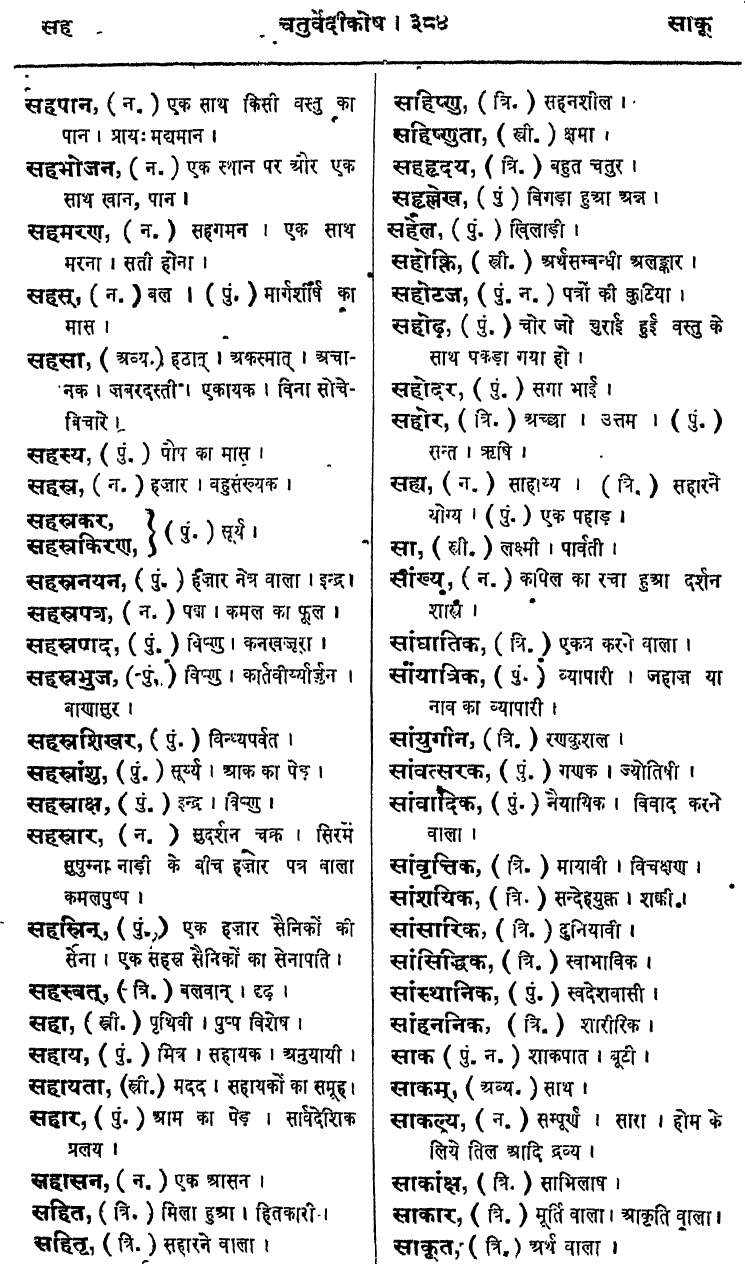 सह चतुर्वेदीकोष । ३८४ साकू
सहपान, ( न. ) एक साथ किसी वस्तु का
पान । प्रायः मद्यमान ।
सहभोजन, ( न. ) एक स्थान पर और एक
साथ खान, पान ।
सहमरण, ( न. ) सहगमन । एक साथ
मरना । सती होना ।
सहस्, ( न. ) बल । ( पुं. ) मार्गशीर्ष का
मास ।
सहसा, ( अव्य. ) हठात् । अकस्मात् । अचा-
नक । जबरदस्ती । एकायक । विना सोचे-
विचारे ।
सहस्य, ( पुं. ) पौष का मास ।
सहस्र, ( न. ) हजार । बहुसंख्यक ।
सहस्रकर,
सहस्रकिरण, } ( पुं. ) सूर्य ।
सहस्रनयन, ( पुं. ) हजार नेत्र वाला । इन्द्र।
सहस्रपत्र, ( न. ) पद्म । कमल का फूल ।
सहस्रपाद, ( पुं. ) विष्णु । कनखजूरा ।
सहस्रभुज, ( पुं. ) विष्णु । कार्तवीर्य्यार्जुन ।
बाणासुर ।
सहस्रशिखर, ( पुं. ) विन्ध्यपर्वत ।
सहस्रांशु, ( पुं. ) सूर्य्य । आक का पेड़ ।
सहस्राक्ष, ( पुं. ) इन्द्र । विष्णु ।
सहस्रार, ( न. ) सुदर्शन चक्र । सिरमें
सुषुम्ना नाड़ी के बीच हजार पत्र वाला
कमलपुष्प ।
सहस्रिन्, ( पुं. ) एक हजार सैनिकों की
सेना । एक सहस्र सैनिकों का सेनापति ।
सहस्वत्, ( त्रि. ) बलवान् । दृढ़ ।
सहा, ( स्त्री. ) पृथिवी । पुष्प विशेष ।
सहाय, ( पुं. ) मित्र । सहायक । अनुयायी ।
सहायता, (स्त्री.) मदद । सहायकों का समूह।
सहार, ( पुं. ) आम का पेड़ । सार्वदेशिक
प्रलय ।
सहासन, ( न. ) एक आसन ।
सहित, ( त्रि. ) मिला हुआ । हितकारी ।
सहितृ, ( त्रि. ) सहारने वाला ।
सहिष्णु, ( त्रि. ) सहनशील ।
सहिष्णुता, ( स्त्री. ) क्षमा ।
सहहृदय, ( त्रि. ) बहुत चतुर ।
सहृल्लेख, ( पुं ) बिगड़ा हुआ अन्न ।
सहेल, ( पुं. ) खिलाड़ी ।
सहोक्ति, ( स्त्री. ) अर्थसम्बन्धी अलङ्कार ।
सहोटज, ( पुं. न. ) पत्रों की कुटिया ।
सहोढ़, ( पुं. ) चोर जो चुराई हुई वस्तु के
साथ पकड़ा गया हो ।
सहोदर, ( पुं. ) सगा भाई ।
सहोर, ( त्रि. ) अच्छा । उत्तम । ( पुं. )
सन्त । ऋषि ।
सह्य, ( न. ) साहाय्य । ( त्रि. ) सहारने
योग्य । ( पुं. ) एक पहाड़ ।
सा, ( स्त्री. ) लक्ष्मी । पार्वती ।
सांख्य, ( न. ) कपिल का रचा हुआ दर्शन
शास्त्र ।
सांघातिक, ( त्रि. ) एकत्र करने वाला ।
सांयात्रिक, ( पुं. ) व्यापारी । जहाज या
नाव का व्यापारी ।
सांयुगीन, ( त्रि. ) रणकुशल ।
सांवत्सरक, ( पुं. ) गणक । ज्योतिषी ।
सांवादिक, ( पुं. ) नैयायिक । विवाद करने
वाला ।
सांवृत्तिक, ( त्रि. ) मायावी । विचक्षण ।
सांशयिक, ( त्रि. ) सन्देहयुक्त । शक्की ।
सांसारिक, ( त्रि. ) दुनियावी ।
सांसिद्धिक, ( त्रि. ) स्वाभाविक ।
सांस्थानिक, ( पुं. ) स्वदेशवासी ।
सांहननिक, ( त्रि. ) शारीरिक ।
साक ( पुं. न. ) शाकपात । बूटी ।
साकम्, ( अव्य. ) साथ ।
साकल्य, ( न. ) सम्पूर्ण । सारा । होम के
लिये तिल आदि द्रव्य ।
साकांक्ष, ( त्रि. ) साभिलाष ।
साकार, ( त्रि. ) मूर्ति वाला। आकृति वाला।
साकूत, ( त्रि. ) अर्थ वाला ।